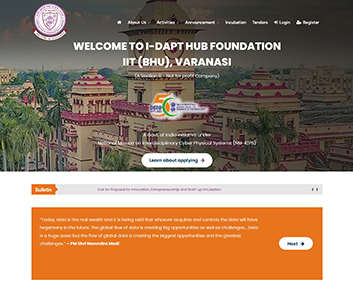 About Us
Activities
Announcement
Incubation
Tenders
Login
Register
WELCOME TO I-DAPT HUB FOUNDATION
IIT (BHU), VARANASI
(A Section 8 - Not for profit Company)
A Govt. of India initiative under
National Mission on Interdisciplinary Cyber Physical Systems (NM-ICPS)
Learn about applying
Bulletin
Call for Proposal for Innovation, Entrepreneurship and Start-up Incubation
"Today, data is the real wealth and it is being said that whoever acquires and controls the data will have
hegemony in the future. The global flow of data is creating big opportunities as well as challenges... Data
is a huge asset but the flow of global data is creating the biggest opportunities and the greatest
challenges." – PM Shri Narendra Modi
Next